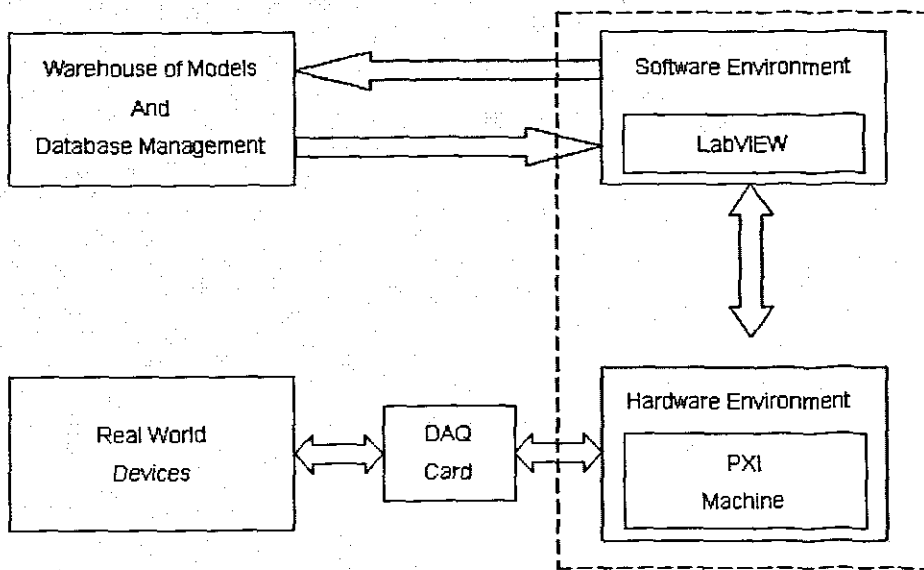 Warehouse of Models
And
Database Management
Software Environment
LabVIEW
Real World
Devices
DAQ
Card
Hardware Environment
PXI
Machine